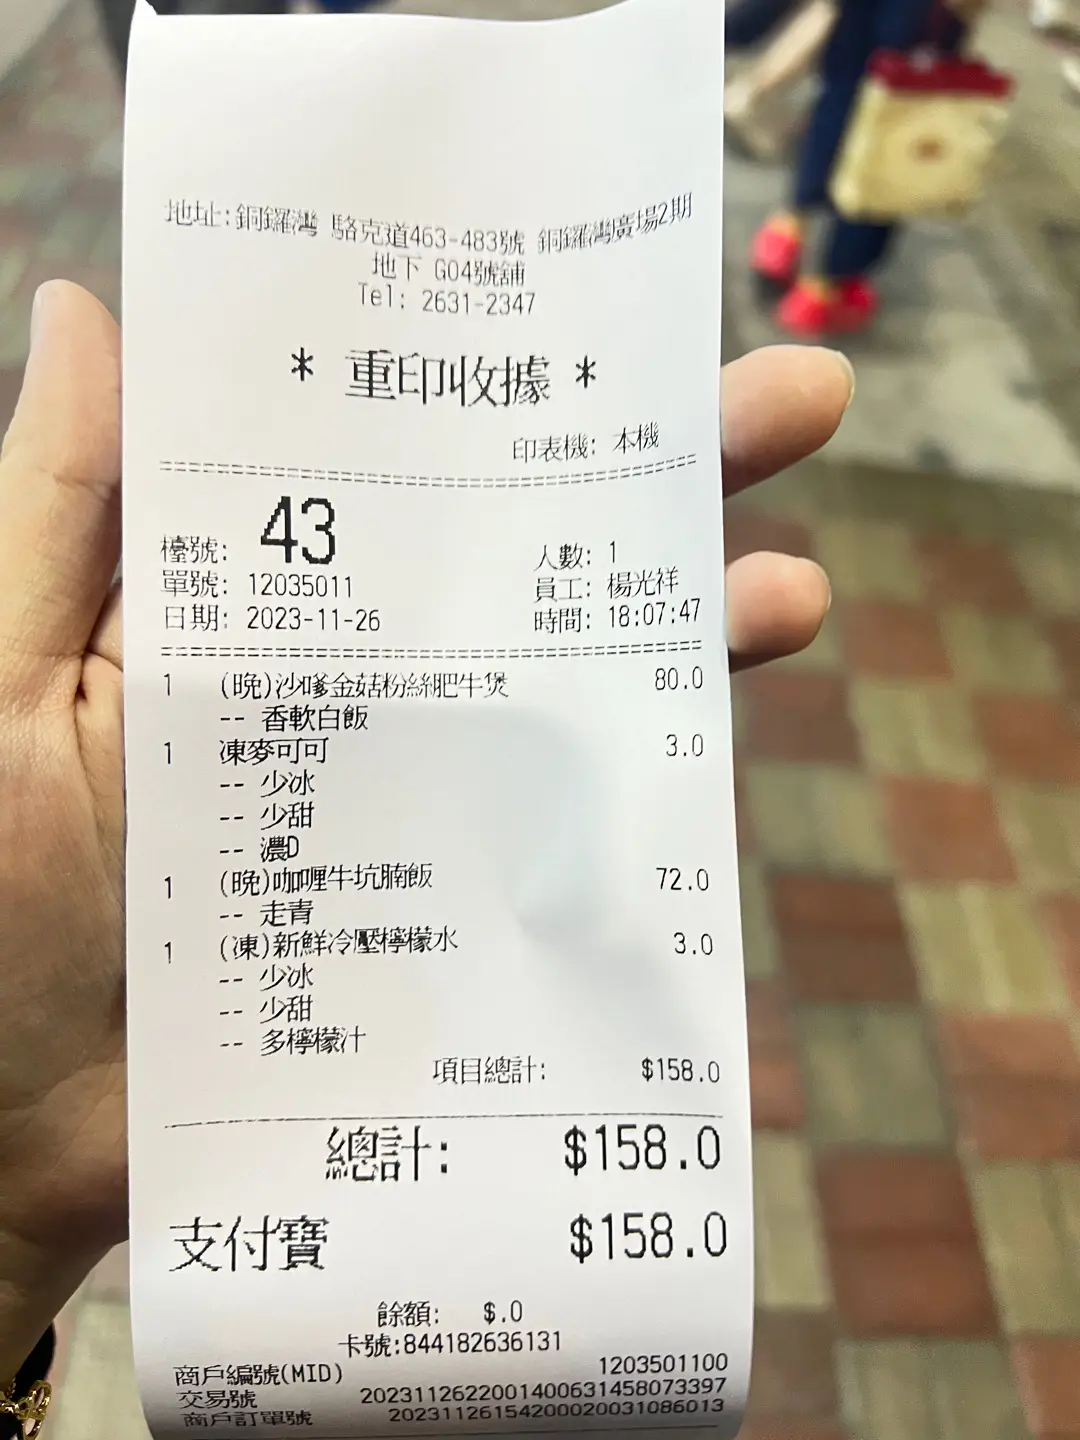 地址:銅鑼灣 駱克道463-483號 銅鑼灣廣場2期
地下 G04號舖
Tel: 2631-2347
* 重印收據 *
印表機: 本機
檯號: 43 人數: 1
單號: 12035011 員工: 楊光祥
日期: 2023-11-26 時間: 18:07:47
1 (晚)沙嗲金菇粉絲肥牛煲 80.0
-- 香軟白飯
1 凍麥可可 3.0
-- 少冰
-- 少甜
-- 濃D
1 (晚)咖喱牛坑腩飯 72.0
-- 走青
1 (凍)新鮮冷壓檸檬水 3.0
-- 少冰
-- 少甜
-- 多檸檬汁
項目總計: $158.0
總計: $158.0
支付寶 $158.0
餘額: $.0
卡號:844182636131
商戶編號(MID) 1203501100
交易號 2023112622001400631458073397
商戶訂單號 20231126154200020031086013